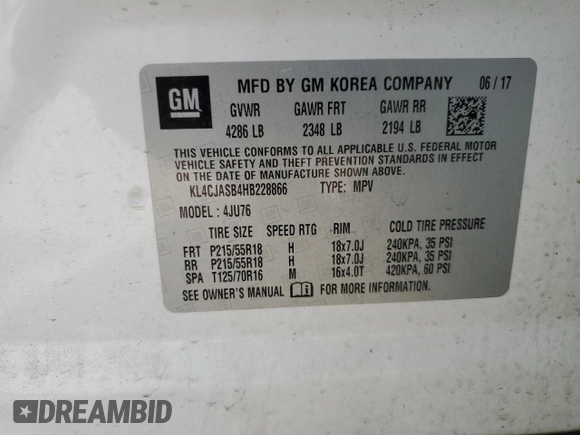 GM
MFD BY GM KOREA COMPANY 06/17
GVWR GAWR FRT GAWR RR
4286 LB 2348 LB 2194 LB
THIS VEHICLE CONFORMS TO ALL APPLICABLE U.S. FEDERAL MOTOR
VEHICLE SAFETY AND THEFT PREVENTION STANDARDS IN EFFECT
ON THE DATE OF MANUFACTURE SHOWN ABOVE.
KL4CJASB4HB228866 TYPE: MPV
MODEL: 4JU76
TIRE SIZE SPEED RTG RIM COLD TIRE PRESSURE
FRT P215/55R18 H 18x7.0J 240KPA, 35 PSI
RR P215/55R18 H 18x7.0J 240KPA, 35 PSI
SPA T125/70R16 M 16x4.0T 420KPA, 60 PSI
SEE OWNER'S MANUAL FOR MORE INFORMATION.
DREAMBID